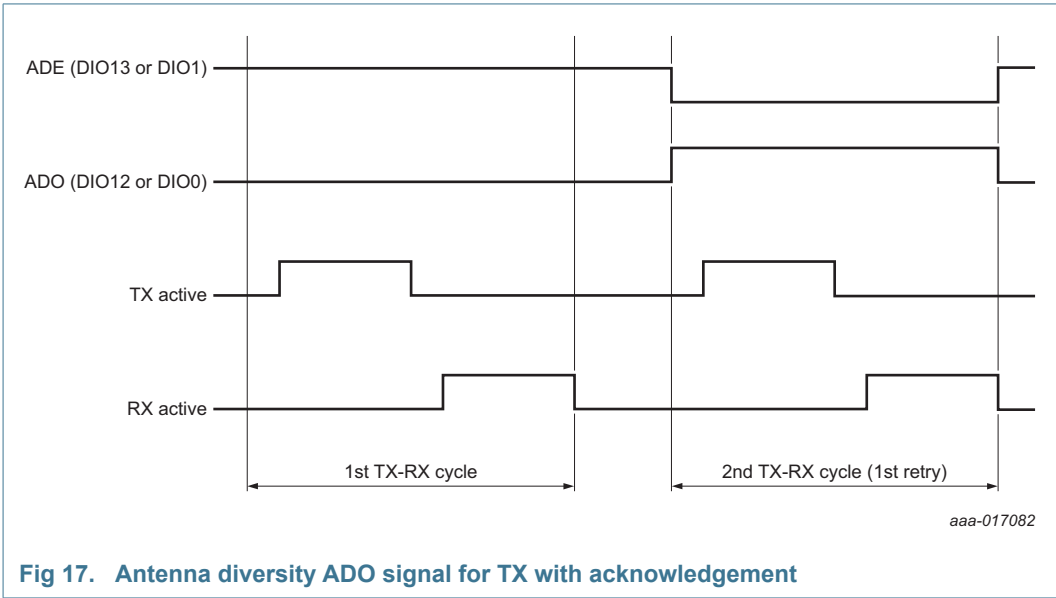 ADE (DIO13 or DIO1)
ADO (DIO12 or DIO0)
TX active
RX active
1st TX-RX cycle
2nd TX-RX cycle (1st retry)
aaa-017082
Fig 17. Antenna diversity ADO signal for TX with acknowledgement